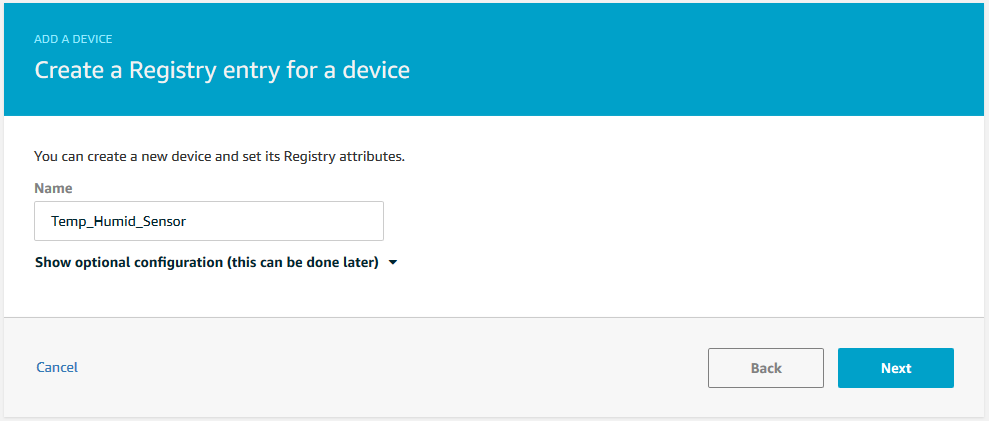 ADD A DEVICE
Create a Registry entry for a device
You can create a new device and set its Registry attributes.
Name
Temp_Humid_Sensor
Show optional configuration (this can be done later)
Cancel
Back
Next